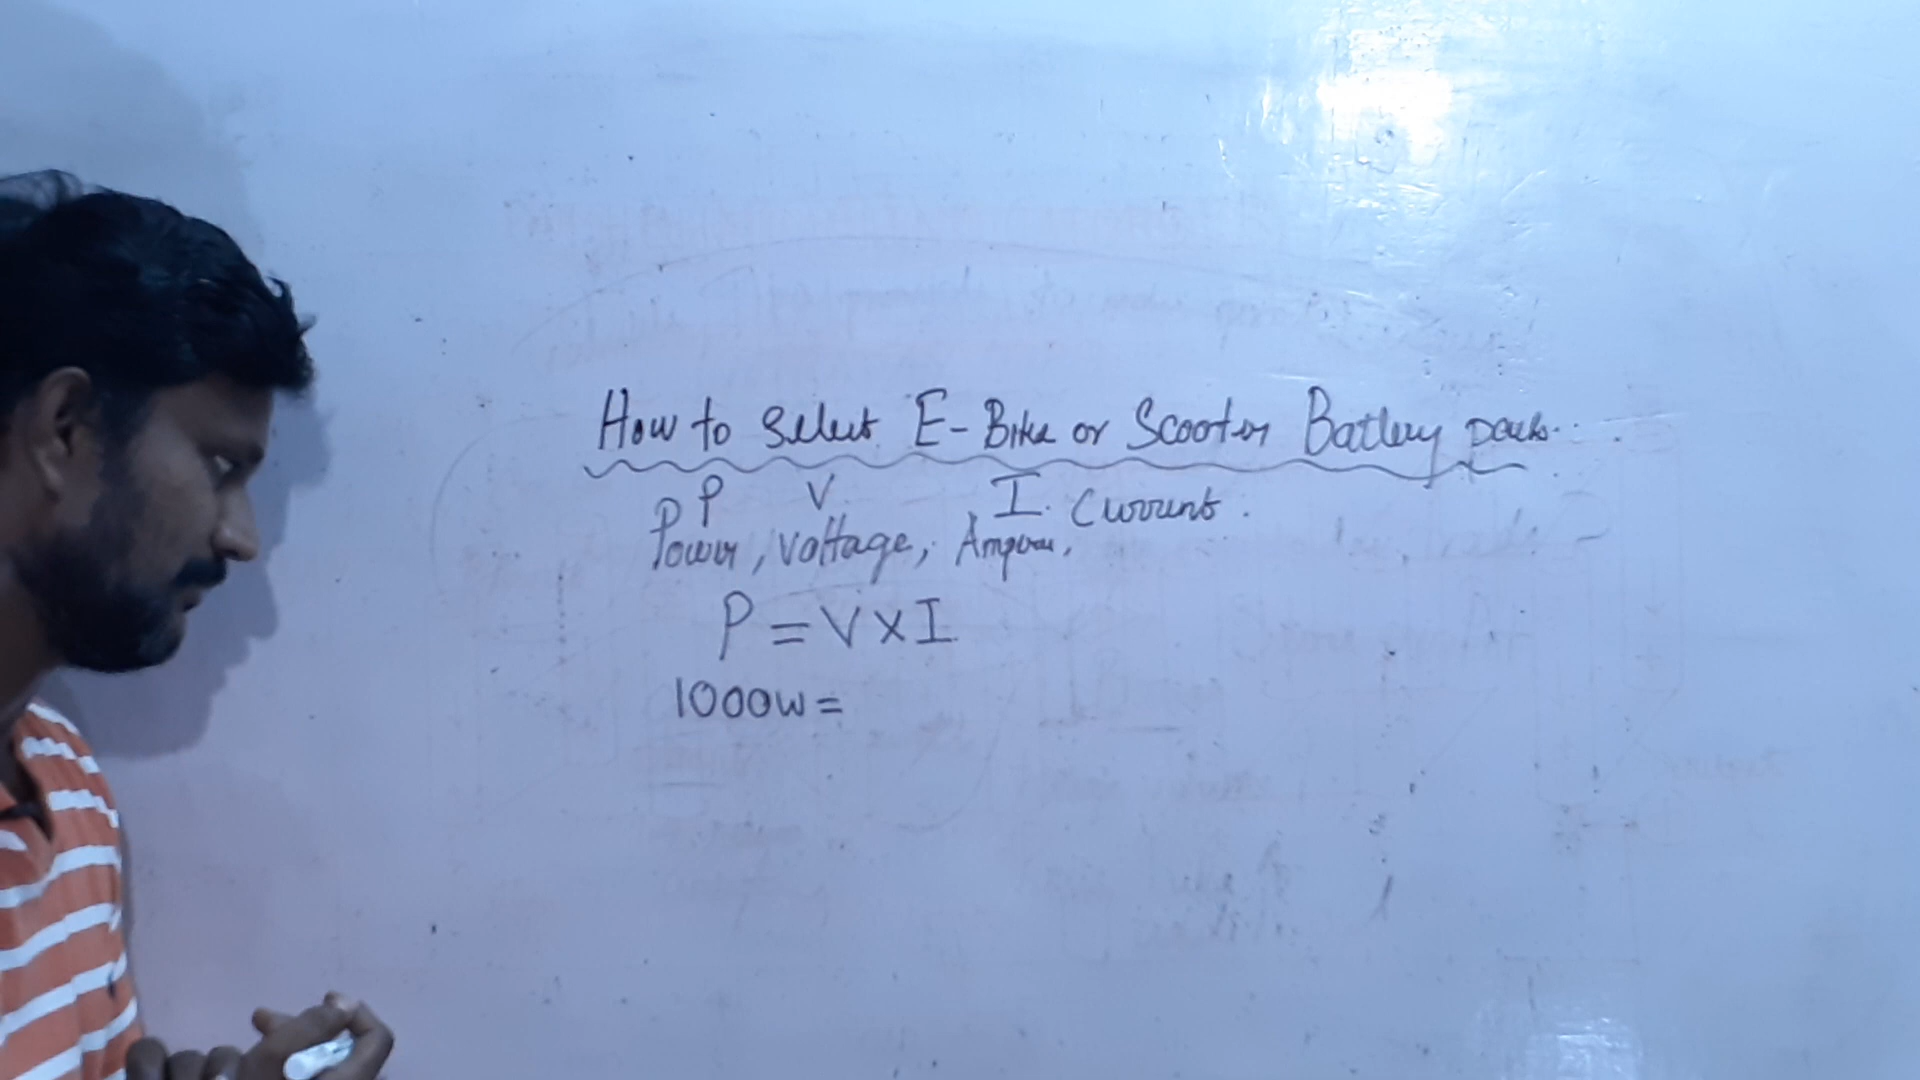 How to Select E-Bike or Scooter Battery pack...
P P V I. Current.
Power, Voltage, Ampere,
P = V X I
1000W =